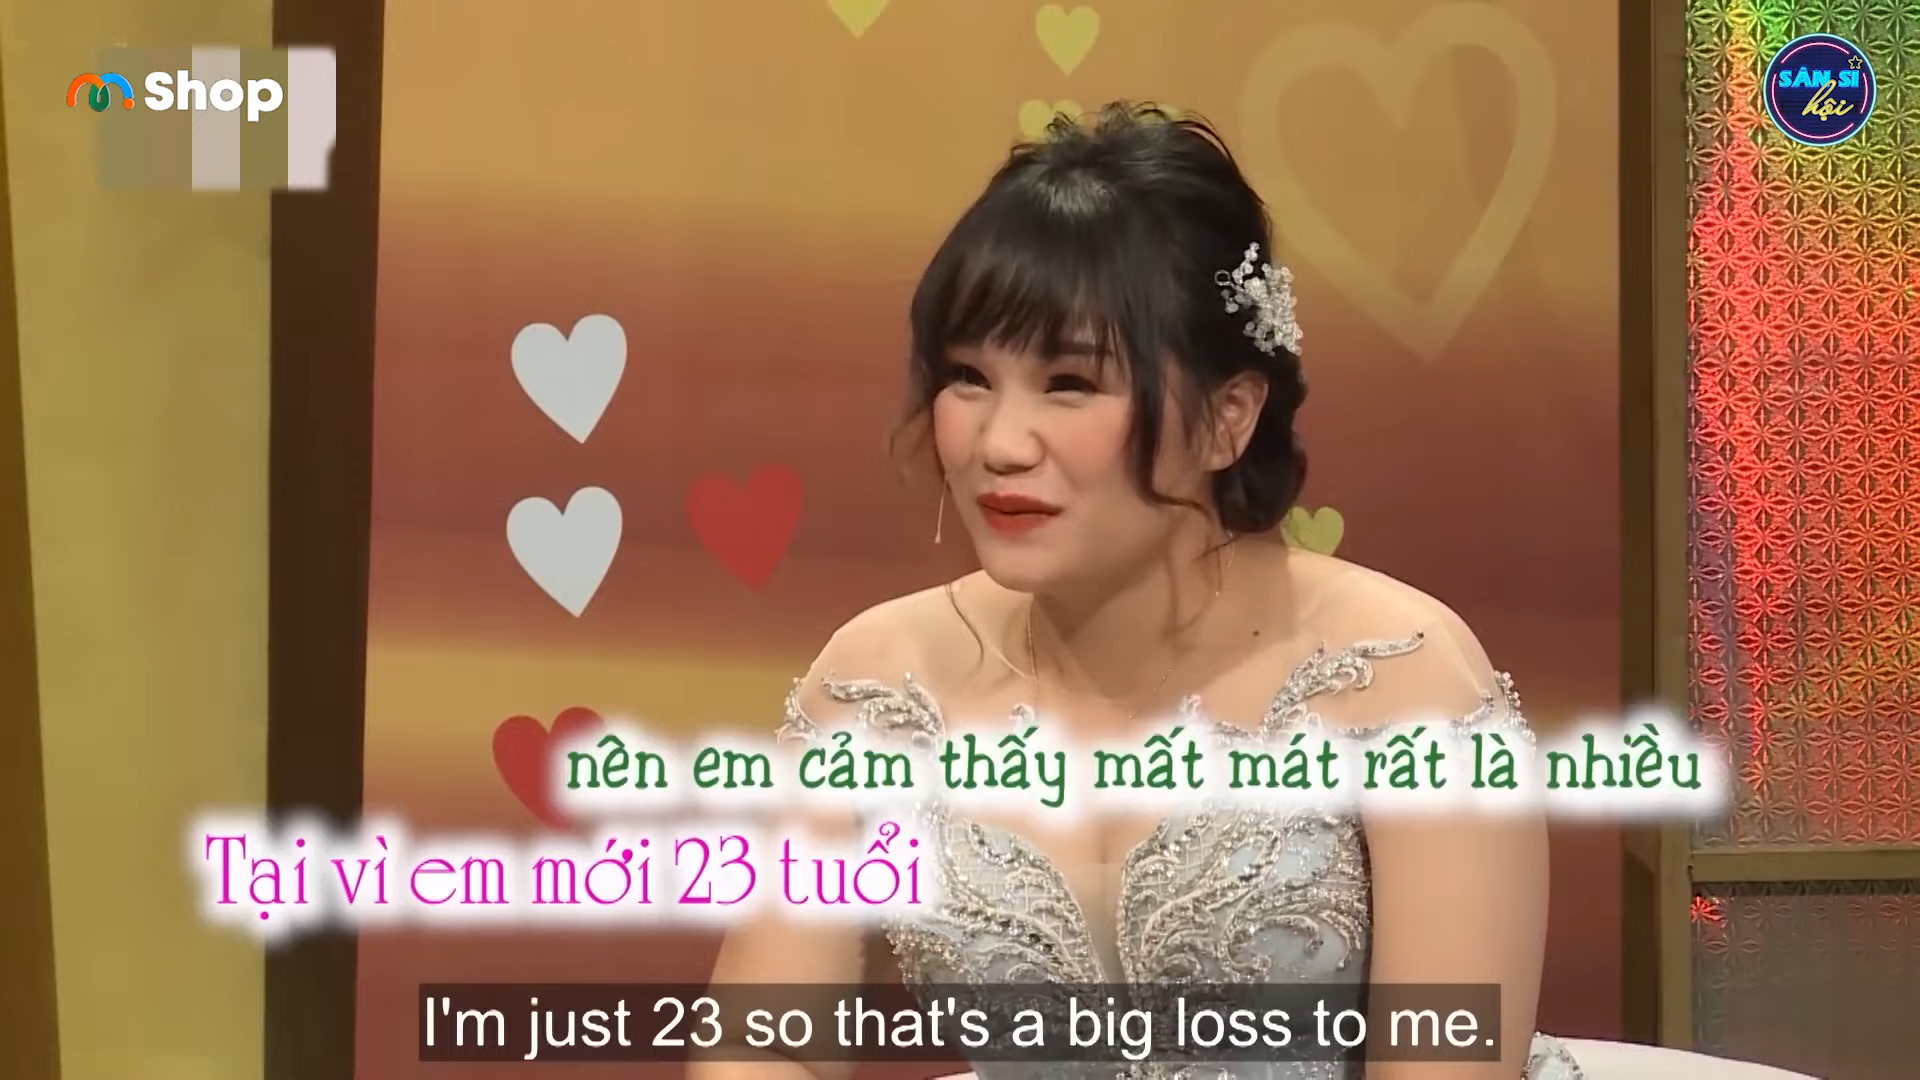 Shop
SÂN SI
hội
nên em cảm thấy mất mát rất là nhiều
Tại vì em mới 23 tuổi
I'm just 23 so that's a big loss to me.